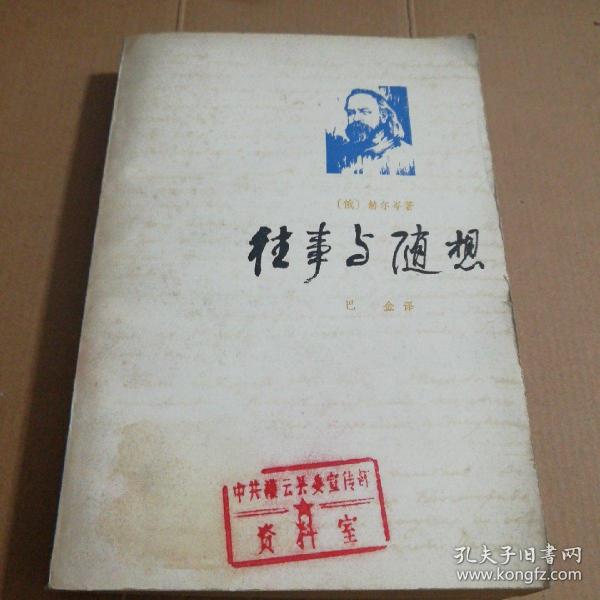 〔俄〕赫尔岑著
往事与随想
巴金译
中共缙云县委宣传部
资料室
孔夫子旧书网
www.kongfz.com